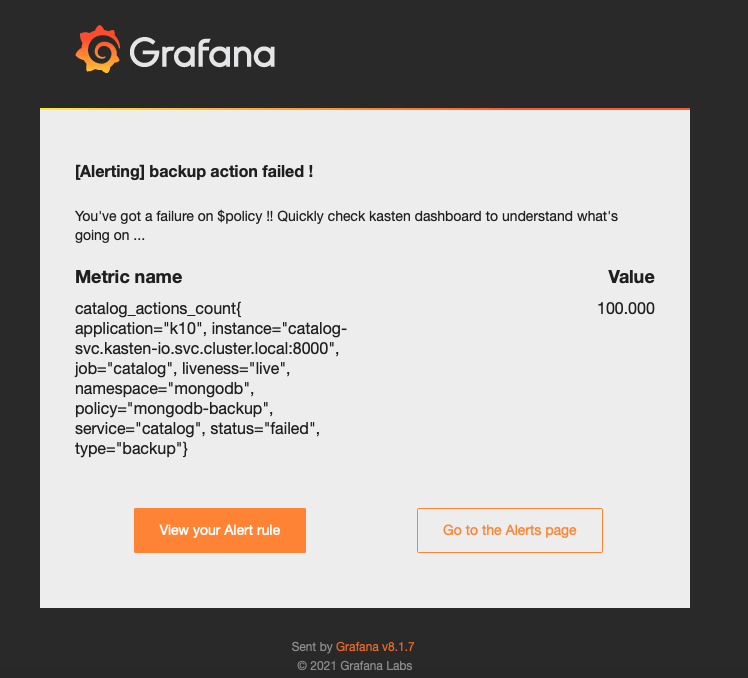 Grafana
[Alerting] backup action failed !
You've got a failure on $policy !! Quickly check kasten dashboard to understand what's
going on ...
Metric name Value
catalog_actions_count{ 100.000
application="k10", instance="catalog-
svc.kasten-io.svc.cluster.local:8000",
job="catalog", liveness="live",
namespace="mongodb",
policy="mongodb-backup",
service="catalog", status="failed",
type="backup"}
View your Alert rule Go to the Alerts page
Sent by Grafana v8.1.7
© 2021 Grafana Labs